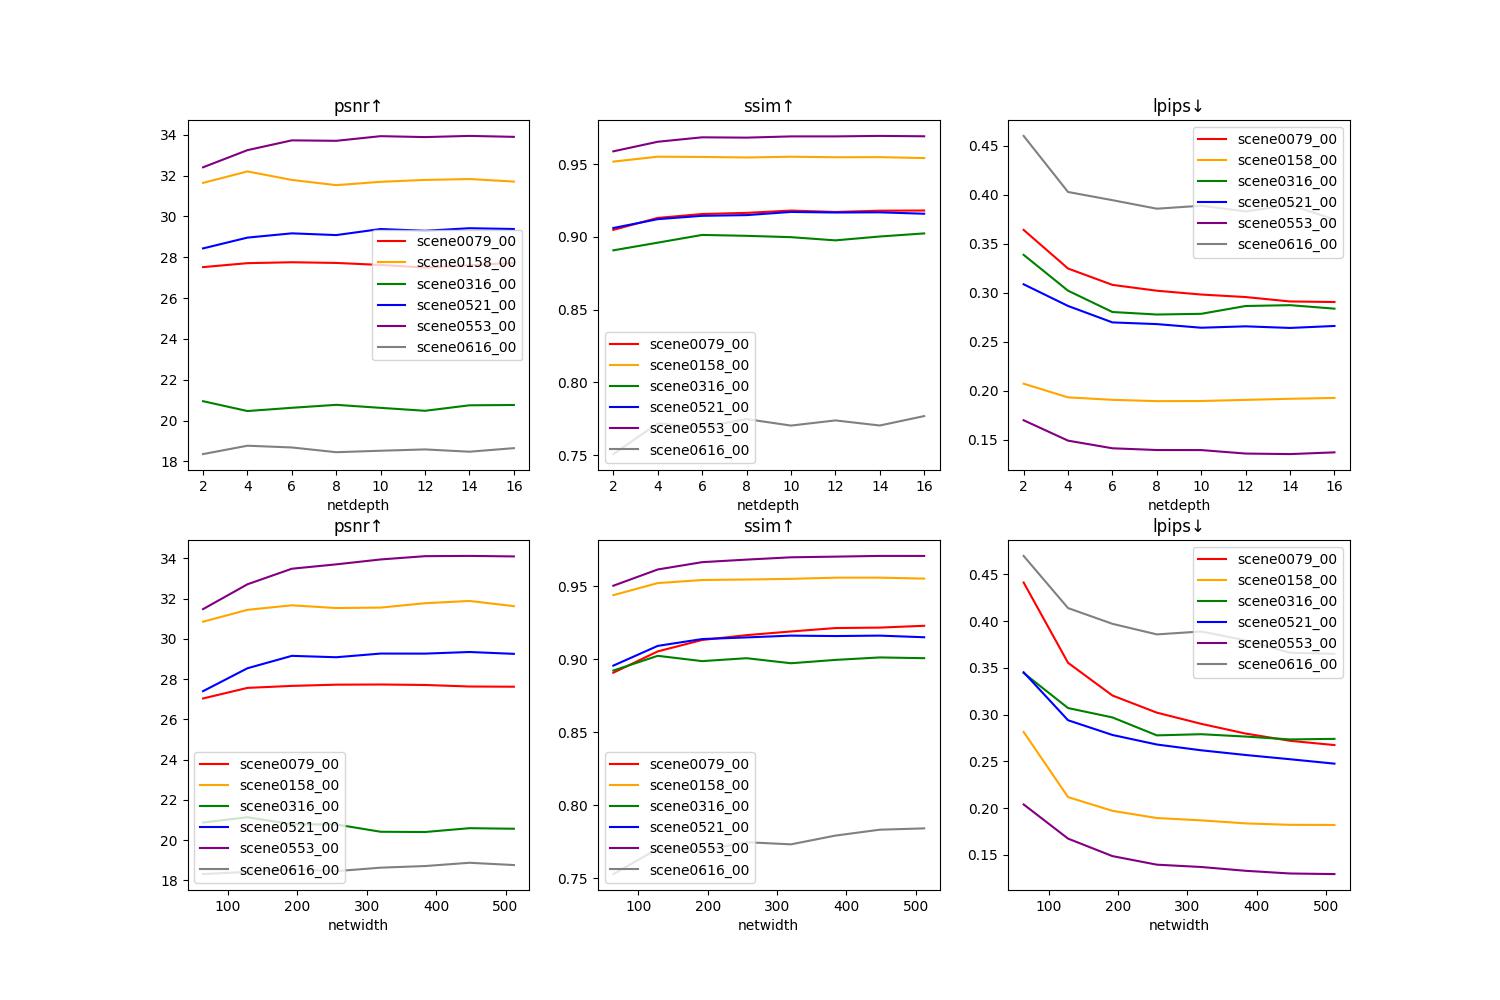 psnr↑
34
32
30
28
26
24
22
20
18
2 4 6 8 10 12 14 16
netdepth
scene0079_00
scene0158_00
scene0316_00
scene0521_00
scene0553_00
scene0616_00
ssim↑
0.95
0.90
0.85
0.80
0.75
2 4 6 8 10 12 14 16
netdepth
scene0079_00
scene0158_00
scene0316_00
scene0521_00
scene0553_00
scene0616_00
lpips↓
0.45
0.40
0.35
0.30
0.25
0.20
0.15
2 4 6 8 10 12 14 16
netdepth
scene0079_00
scene0158_00
scene0316_00
scene0521_00
scene0553_00
scene0616_00
psnr↑
34
32
30
28
26
24
22
20
18
100 200 300 400 500
netwidth
scene0079_00
scene0158_00
scene0316_00
scene0521_00
scene0553_00
scene0616_00
ssim↑
0.95
0.90
0.85
0.80
0.75
100 200 300 400 500
netwidth
scene0079_00
scene0158_00
scene0316_00
scene0521_00
scene0553_00
scene0616_00
lpips↓
0.45
0.40
0.35
0.30
0.25
0.20
0.15
100 200 300 400 500
netwidth
scene0079_00
scene0158_00
scene0316_00
scene0521_00
scene0553_00
scene0616_00